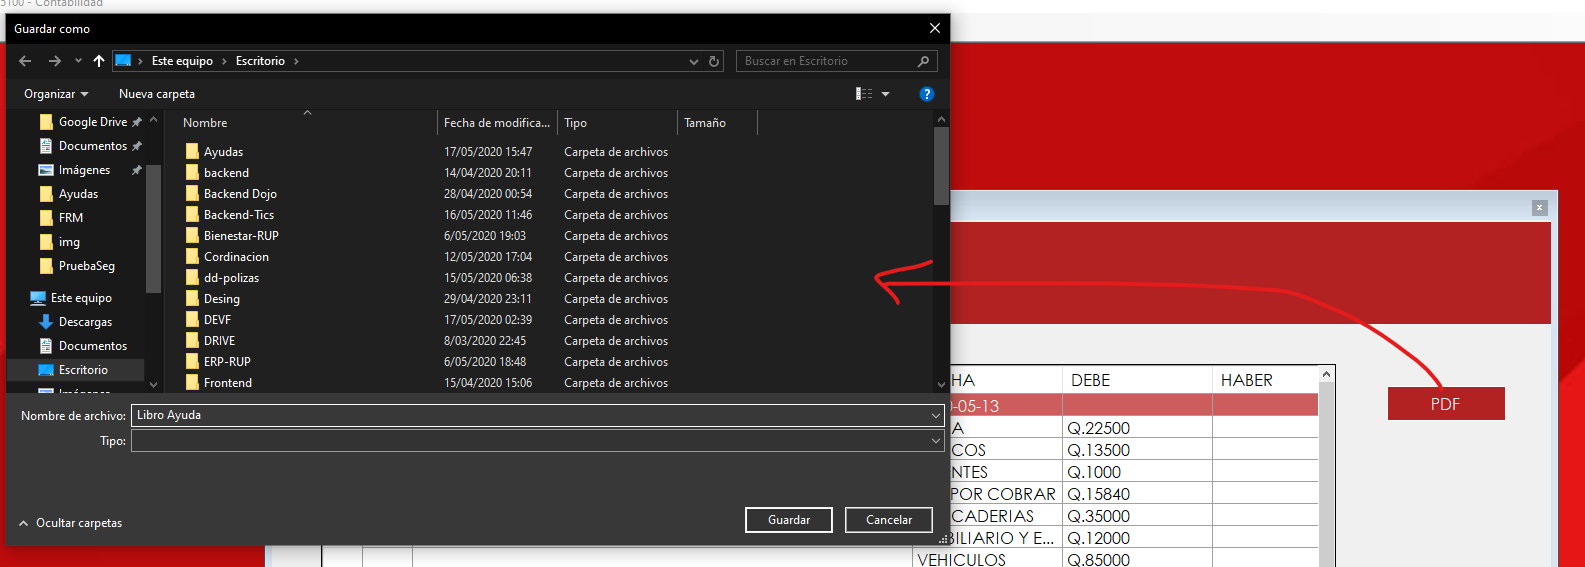 5100 - Contabilidad
Guardar como
Este equipo > Escritorio >
Buscar en Escritorio
Organizar
Nueva carpeta
Google Drive
Documentos
Imágenes
Ayudas
FRM
img
PruebaSeg
Este equipo
Descargas
Documentos
Escritorio
Nombre Fecha de modifica... Tipo Tamaño
Ayudas 17/05/2020 15:47 Carpeta de archivos
backend 14/04/2020 20:11 Carpeta de archivos
Backend Dojo 28/04/2020 00:54 Carpeta de archivos
Backend-Tics 16/05/2020 11:46 Carpeta de archivos
Bienestar-RUP 6/05/2020 19:03 Carpeta de archivos
Cordinacion 12/05/2020 17:04 Carpeta de archivos
dd-polizas 15/05/2020 06:38 Carpeta de archivos
Desing 29/04/2020 23:11 Carpeta de archivos
DEVF 17/05/2020 02:39 Carpeta de archivos
DRIVE 8/03/2020 22:45 Carpeta de archivos
ERP-RUP 6/05/2020 18:48 Carpeta de archivos
Frontend 15/04/2020 15:06 Carpeta de archivos
Nombre de archivo: Libro Ayuda
Tipo:
Ocultar carpetas
Guardar
Cancelar
HA DEBE HABER
-05-13
A Q.22500
COS Q.13500
NTES Q.1000
POR COBRAR Q.15840
CADERIAS Q.35000
BILIARIO Y E... Q.12000
VEHICULOS Q.85000
PDF